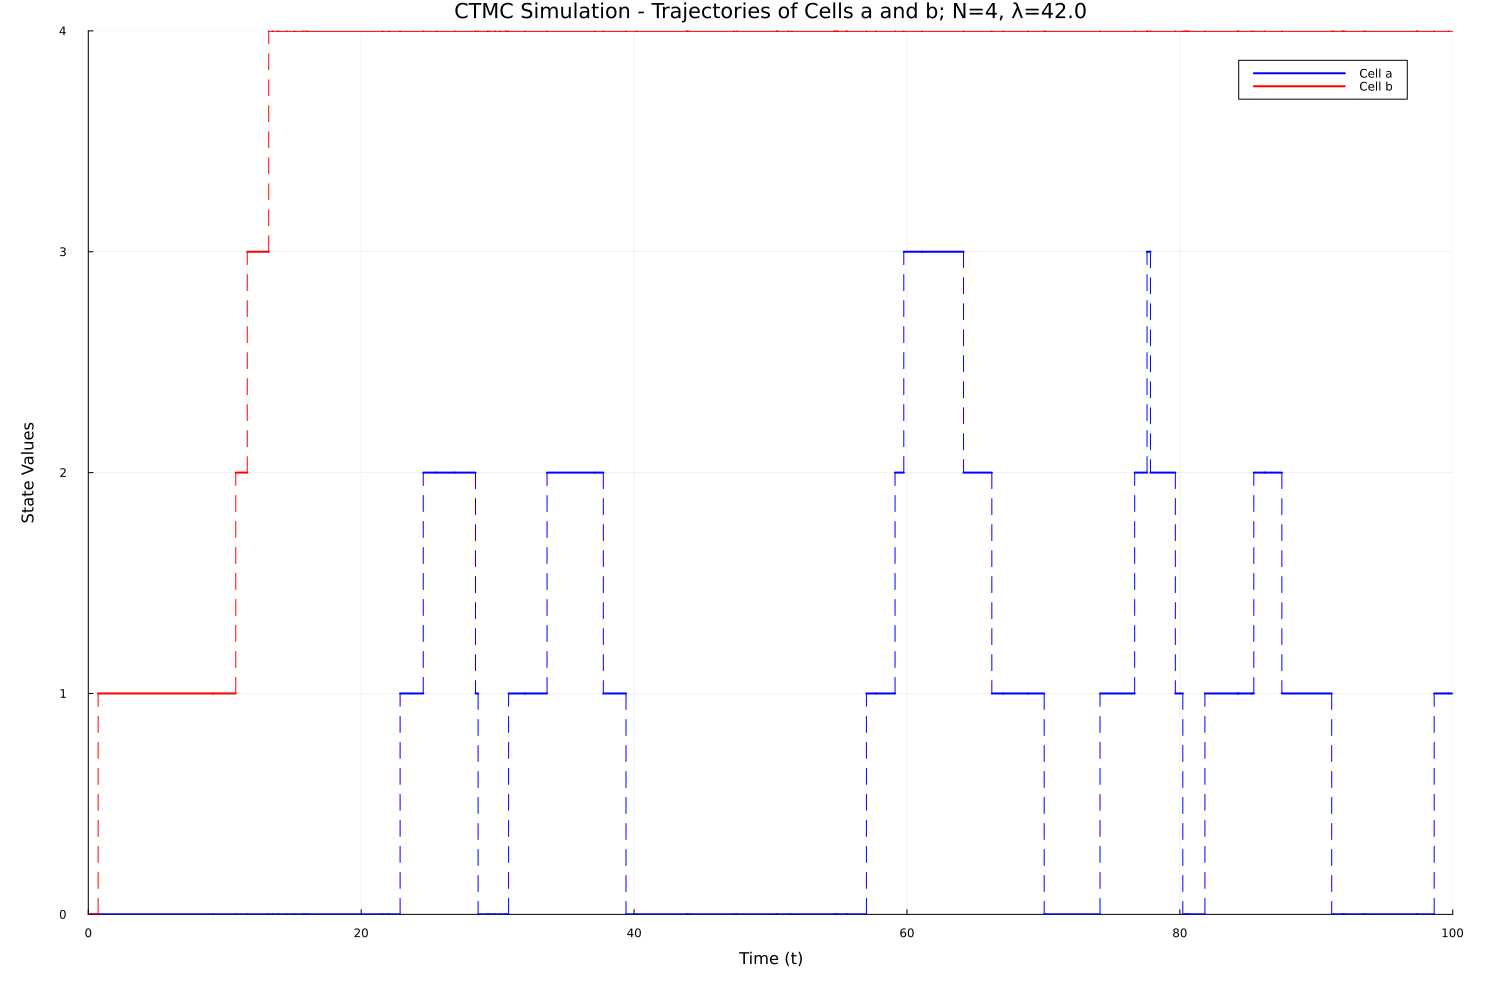 CTMC Simulation - Trajectories of Cells a and b; N=4, λ=42.0
4
Cell a
Cell b
3
State Values
2
1
0
0 20 40 60 80 100
Time (t)